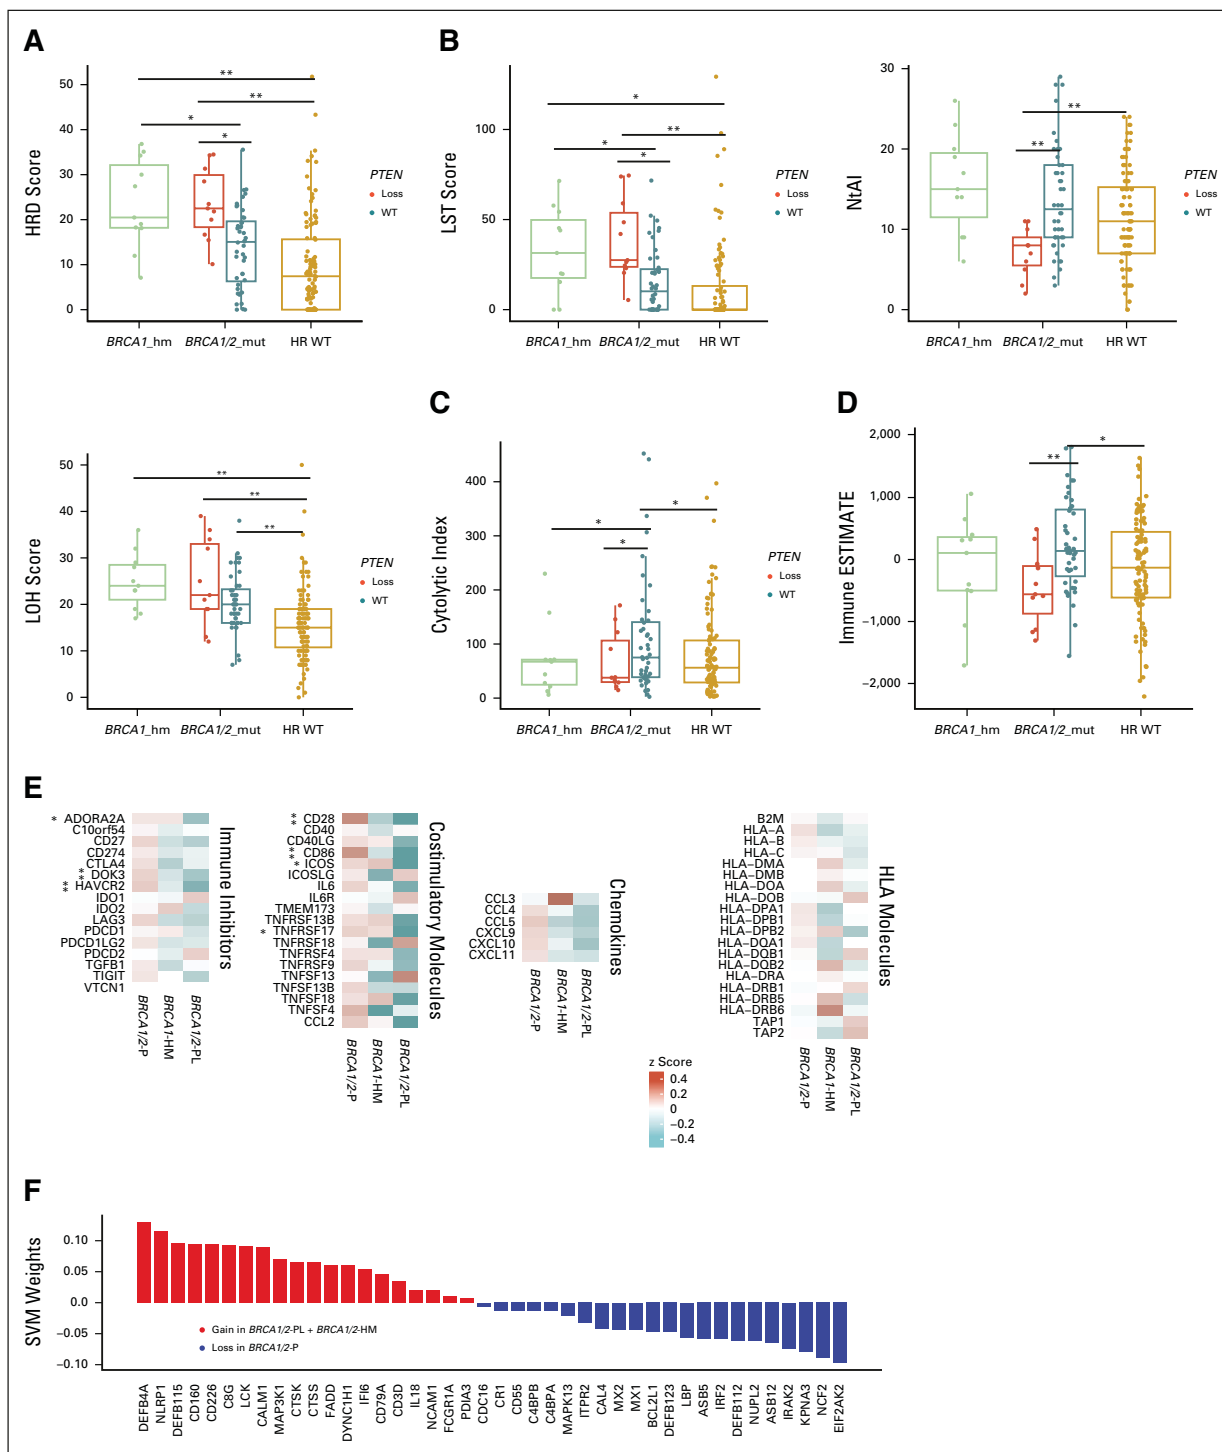 A
HRD Score
50
40
30
20
10
0
**
**
*
*
PTEN
Loss
WT
BRCA1_hm
BRCA1/2_mut
HR WT
B
LST Score
100
50
0
*
**
*
*
PTEN
Loss
WT
BRCA1_hm
BRCA1/2_mut
HR WT
NtAI
30
20
10
0
**
**
PTEN
Loss
WT
BRCA1_hm
BRCA1/2_mut
HR WT
LOH Score
50
40
30
20
10
0
**
**
**
PTEN
Loss
WT
BRCA1_hm
BRCA1/2_mut
HR WT
C
Cytolytic Index
400
300
200
100
0
*
*
*
PTEN
Loss
WT
BRCA1_hm
BRCA1/2_mut
HR WT
D
Immune ESTIMATE
2,000
1,000
0
−1,000
−2,000
*
**
BRCA1_hm
BRCA1/2_mut
HR WT
E
* ADORA2A
C10orf54
CD27
CD274
CTLA4
** DOK3
** HAVCR2
IDO1
IDO2
LAG3
PDCD1
PDCD1LG2
PDCD2
TGFB1
TIGIT
VTCN1
BRCA1/2-P
BRCA1-HM
BRCA1/2-PL
Immune Inhibitors
** CD28
CD40
CD40LG
** CD86
* ICOS
ICOSLG
IL6
IL6R
TMEM173
TNFRSF13B
* TNFRSF17
TNFRSF18
TNFRSF4
TNFRSF9
TNFSF13
TNFSF13B
TNFSF18
TNFSF4
CCL2
BRCA1/2-P
BRCA1-HM
BRCA1/2-PL
Costimulatory Molecules
CCL3
CCL4
CCL5
CXCL9
CXCL10
CXCL11
BRCA1/2-P
BRCA1-HM
BRCA1/2-PL
Chemokines
B2M
HLA−A
HLA−B
HLA−C
HLA−DMA
HLA−DMB
HLA−DOA
HLA−DOB
HLA−DPA1
HLA−DPB1
HLA−DPB2
HLA−DQA1
HLA−DQB1
HLA−DQB2
HLA−DRA
HLA−DRB1
HLA−DRB5
HLA−DRB6
TAP1
TAP2
BRCA1/2-P
BRCA1-HM
BRCA1/2-PL
HLA Molecules
z Score
0.4
0.2
0
−0.2
−0.4
F
SVM Weights
0.10
0.05
0.0
−0.05
−0.10
Gain in BRCA1/2-PL + BRCA1/2-HM
Loss in BRCA1/2-P
DEFB4A
NLRP1
DEFB115
CD160
CD226
C8G
LCK
CALM1
MAP3K1
CTSK
CTSS
FADD
DYNC1H1
IFI6
CD79A
CD3D
IL18
NCAM1
FCGR1A
PDIA3
CDC16
CR1
CD55
C4BPB
C4BPA
MAPK13
ITPR2
CAL4
MX2
MX1
BCL2L1
DEFB123
LBP
ASB5
IRF2
DEFB112
NUPL2
ASB12
IRAK2
KPNA3
NCF2
EIF2AK2